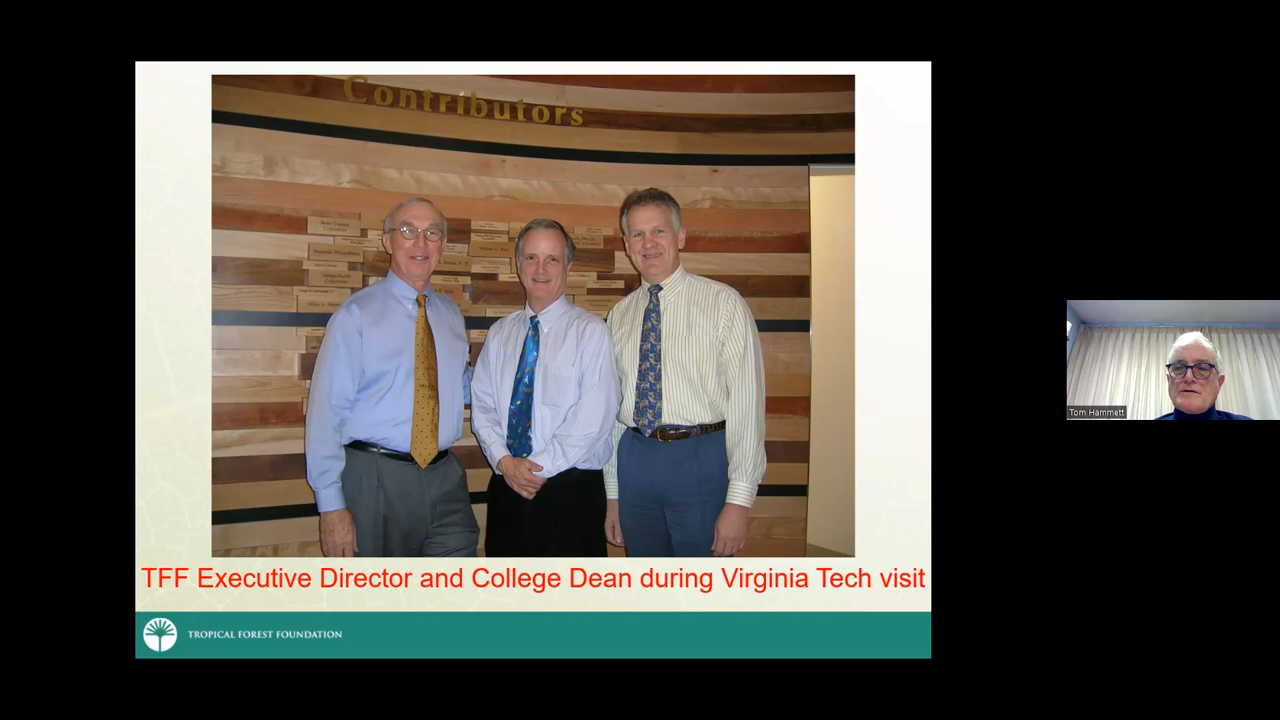 Contributors
TFF Executive Director and College Dean during Virginia Tech visit
TROPICAL FOREST FOUNDATION
Tom Hammett